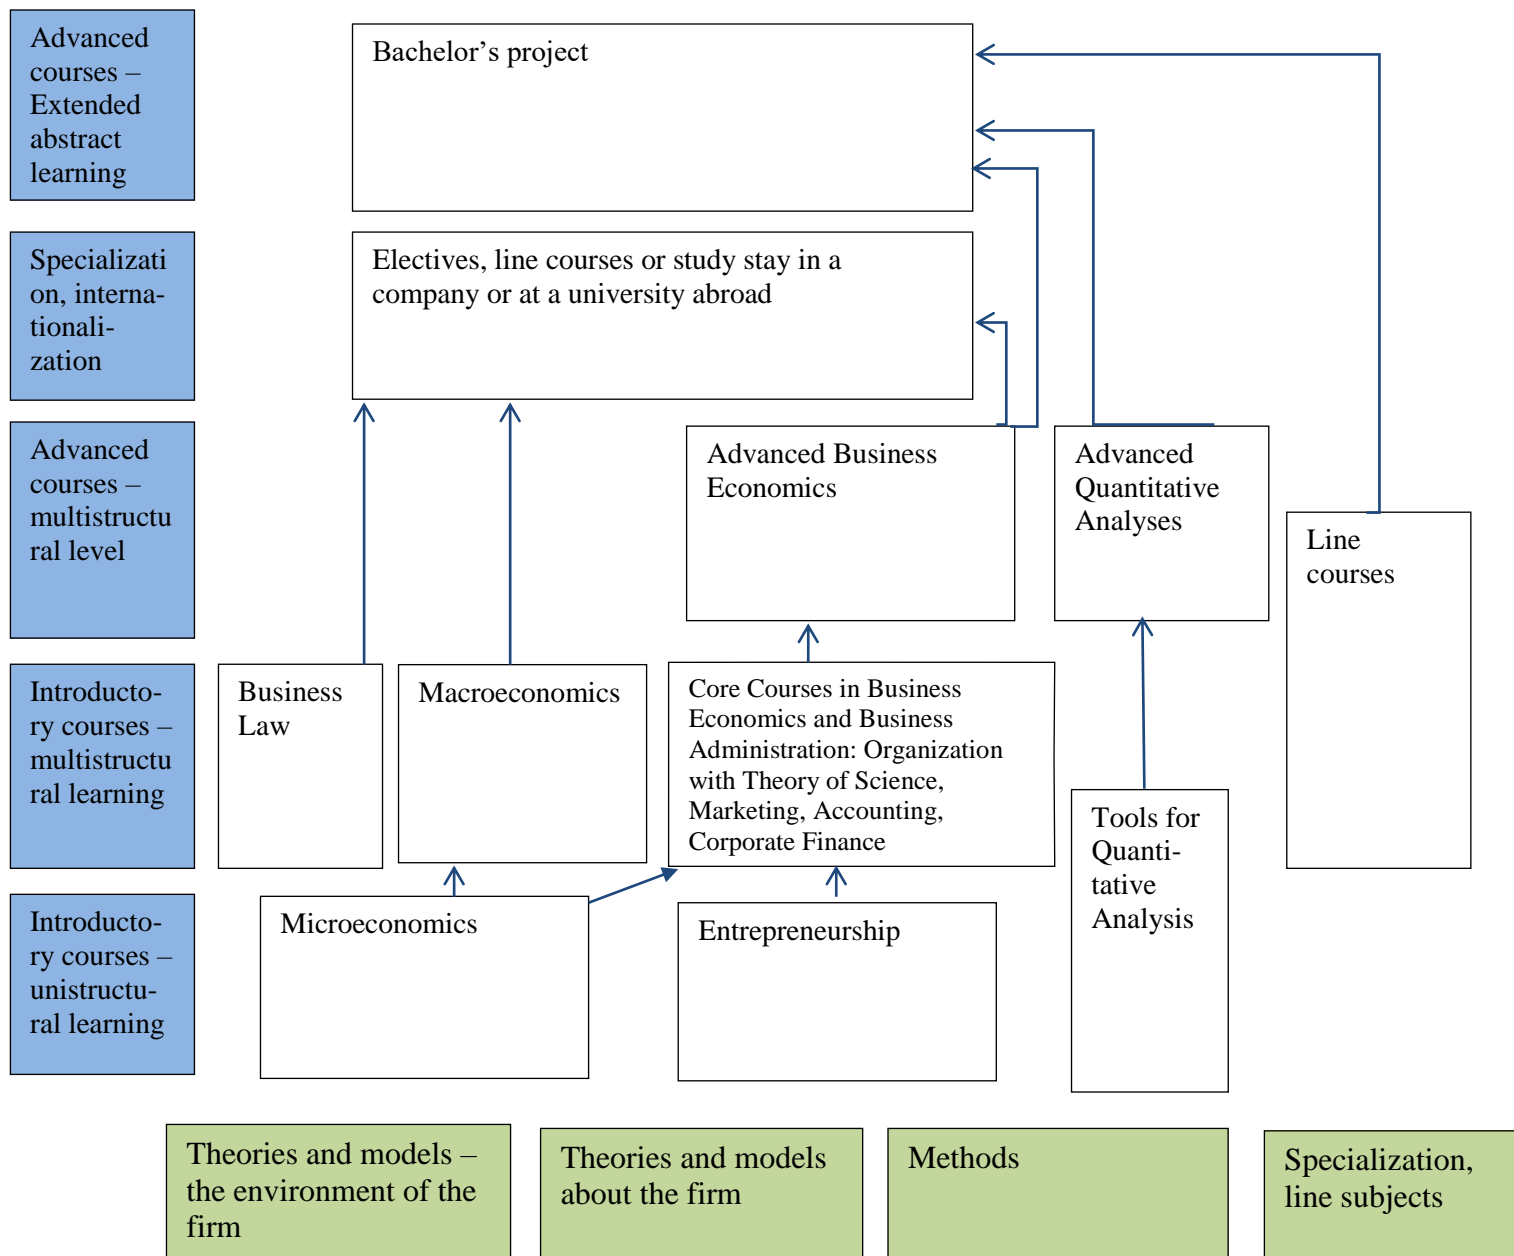 Advanced
courses –
Extended
abstract
learning
Bachelor’s project
Specializati
on, interna-
tionali-
zation
Electives, line courses or study stay in a
company or at a university abroad
Advanced
courses –
multistructu
ral level
Advanced Business
Economics
Advanced
Quantitative
Analyses
Line
courses
Introducto-
ry courses –
multistructu
ral learning
Business
Law
Macroeconomics
Core Courses in Business
Economics and Business
Administration: Organization
with Theory of Science,
Marketing, Accounting,
Corporate Finance
Tools for
Quanti-
tative
Analysis
Introducto-
ry courses –
unistructu-
ral learning
Microeconomics
Entrepreneurship
Theories and models –
the environment of the
firm
Theories and models
about the firm
Methods
Specialization,
line subjects